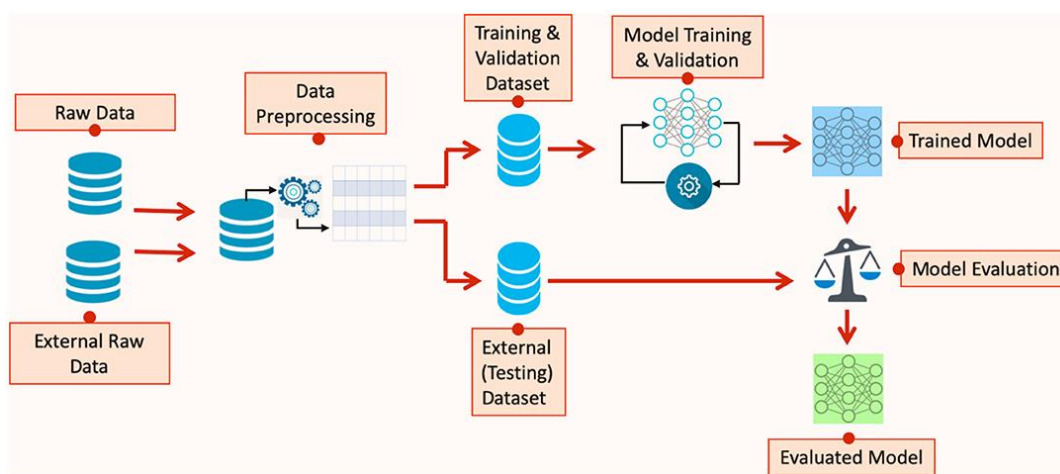 Training &
Validation
Dataset
Model Training
& Validation
Data
Preprocessing
Raw Data
Trained Model
Model Evaluation
External Raw
Data
External
(Testing)
Dataset
Evaluated Model